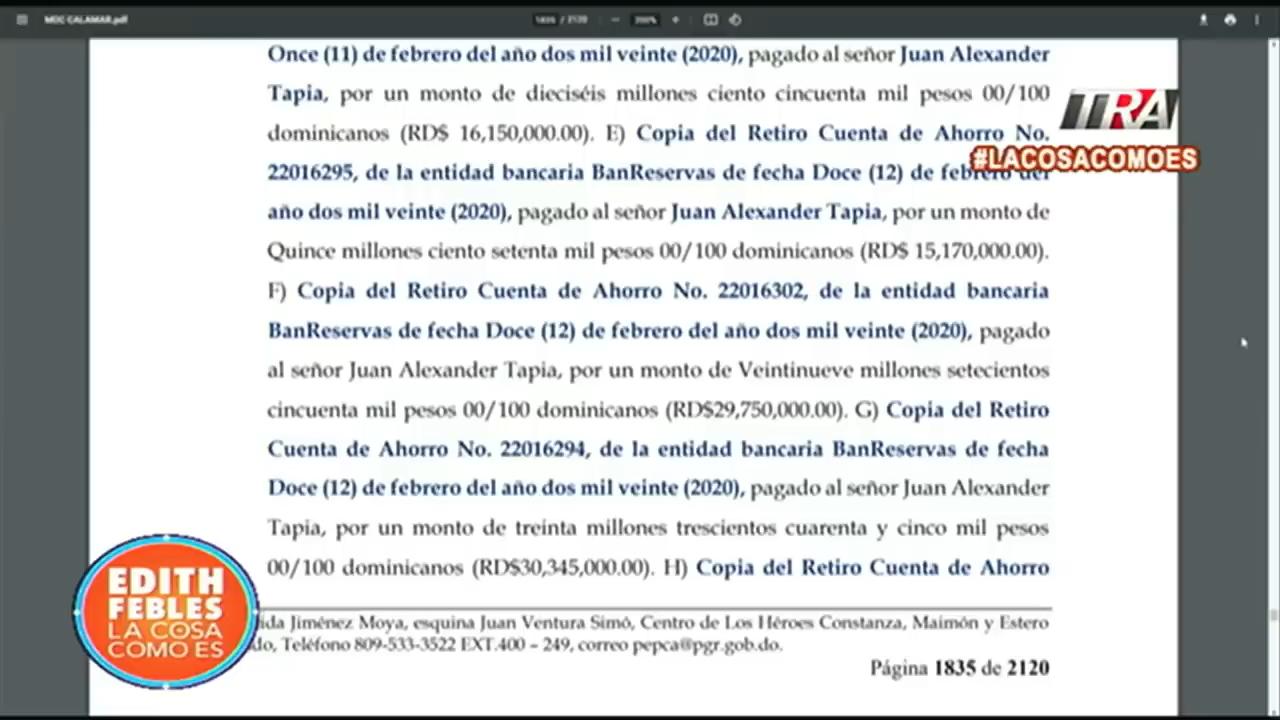 MDC CALAMAR.pdf
1835 / 2120
200%
Once (11) de febrero del año dos mil veinte (2020), pagado al señor Juan Alexander
Tapia, por un monto de dieciséis millones ciento cincuenta mil pesos 00/100
dominicanos (RD$ 16,150,000.00). E) Copia del Retiro Cuenta de Ahorro No.
22016295, de la entidad bancaria BanReservas de fecha Doce (12) de febrero del
año dos mil veinte (2020), pagado al señor Juan Alexander Tapia, por un monto de
Quince millones ciento setenta mil pesos 00/100 dominicanos (RD$ 15,170,000.00).
F) Copia del Retiro Cuenta de Ahorro No. 22016302, de la entidad bancaria
BanReservas de fecha Doce (12) de febrero del año dos mil veinte (2020), pagado
al señor Juan Alexander Tapia, por un monto de Veintinueve millones setecientos
cincuenta mil pesos 00/100 dominicanos (RD$29,750,000.00). G) Copia del Retiro
Cuenta de Ahorro No. 22016294, de la entidad bancaria BanReservas de fecha
Doce (12) de febrero del año dos mil veinte (2020), pagado al señor Juan Alexander
Tapia, por un monto de treinta millones trescientos cuarenta y cinco mil pesos
00/100 dominicanos (RD$30,345,000.00). H) Copia del Retiro Cuenta de Ahorro
ida Jiménez Moya, esquina Juan Ventura Simó, Centro de Los Héroes Constanza, Maimón y Estero
do, Teléfono 809-533-3522 EXT.400 – 249, correo pepca@pgr.gob.do.
Página 1835 de 2120
TRA
#LACOSACOMOES
EDITH
FEBLES
LA COSA
COMO ES